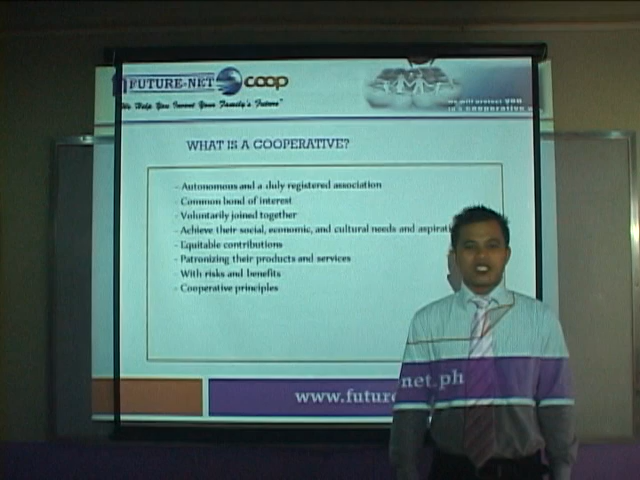 FUTURE-NET coop
"We Help You Invest Your Family's Future"
we will protect you
WHAT IS A COOPERATIVE?
- Autonomous and a duly registered association
- Common bond of interest
- Voluntarily joined together
- Achieve their social, economic, and cultural needs and
- Equitable contributions
- Patronizing their products and services
- With risks and benefits
- Cooperative principles
www.future net.ph